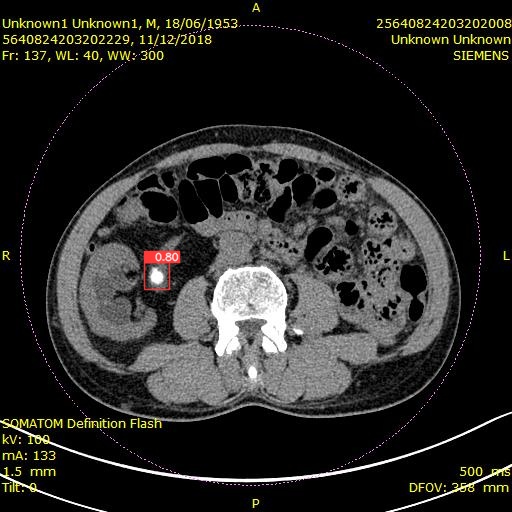 A
Unknown1 Unknown1, M, 18/06/1953
25640824203202008
5640824203202229, 11/12/2018
Unknown Unknown
Fr: 137, WL: 40, WW: 300
SIEMENS
R
0.80
L
SOMATOM Definition Flash
kV: 100
mA: 133
1.5 mm
500 ms
Tilt: 0
DFOV: 358 mm
P